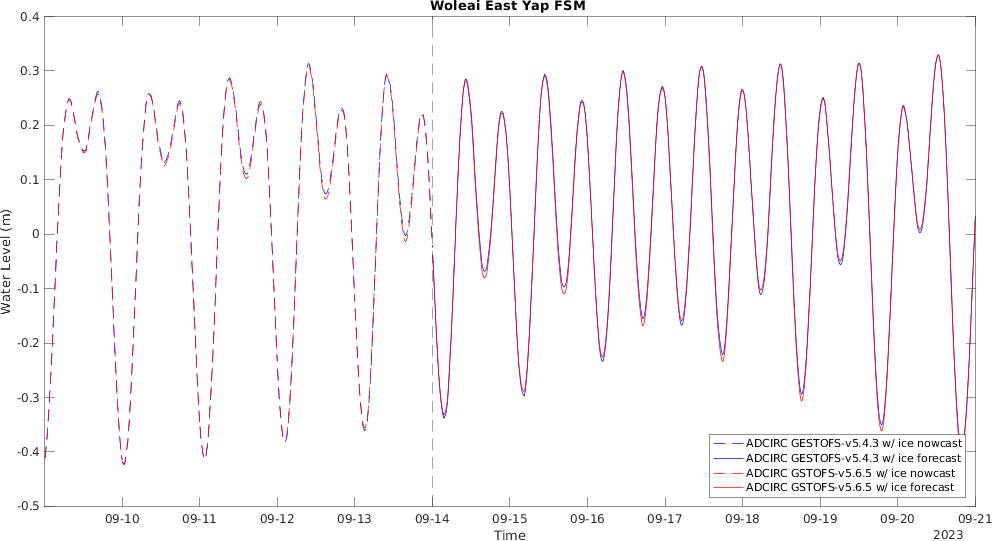 Woleai East Yap FSM
0.4
0.3
0.2
0.1
0
-0.1
-0.2
-0.3
-0.4
-0.5
Water Level (m)
ADCIRC GESTOFS-v5.4.3 w/ ice nowcast
ADCIRC GESTOFS-v5.4.3 w/ ice forecast
ADCIRC GSTOFS-v5.6.5 w/ ice nowcast
ADCIRC GSTOFS-v5.6.5 w/ ice forecast
09-10 09-11 09-12 09-13 09-14 09-15 09-16 09-17 09-18 09-19 09-20 09-21
Time
2023